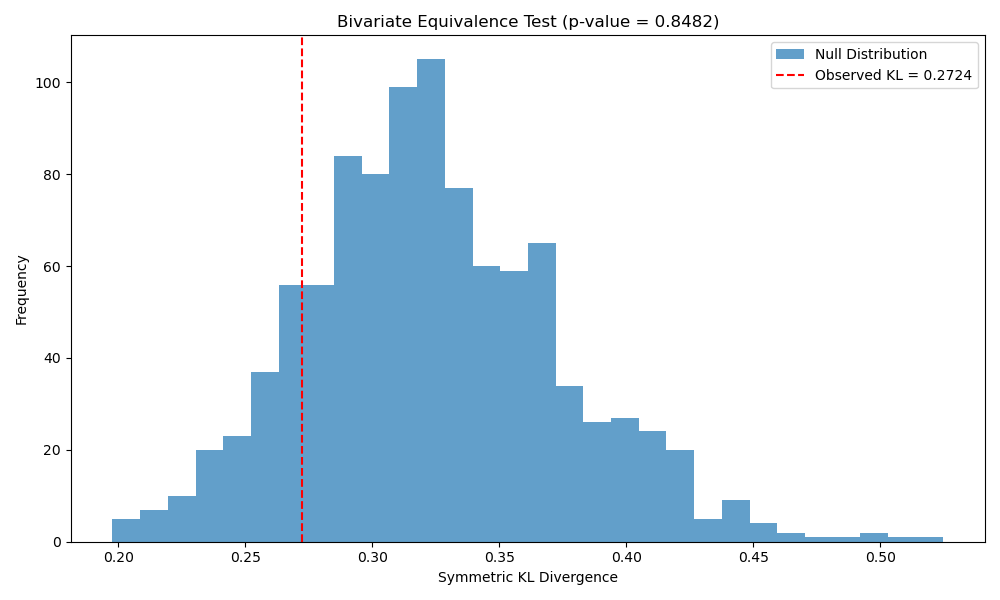 Bivariate Equivalence Test (p-value = 0.8482)
Null Distribution
Observed KL = 0.2724
Frequency
100
80
60
40
20
0
0.20 0.25 0.30 0.35 0.40 0.45 0.50
Symmetric KL Divergence